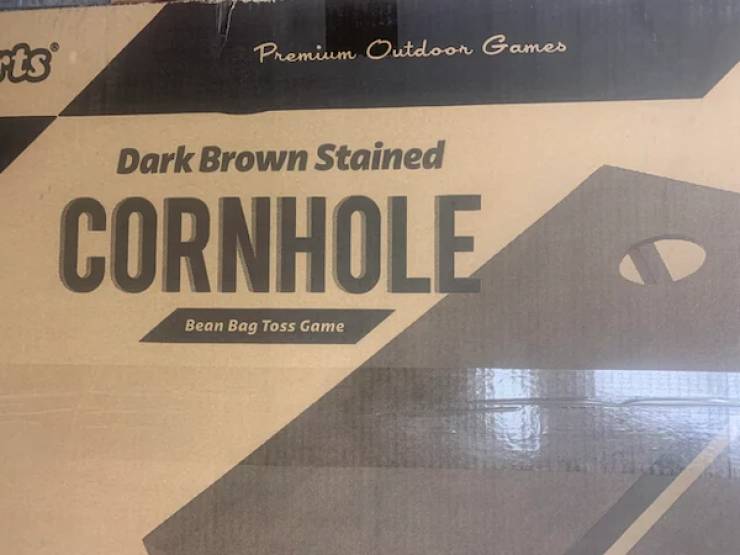 rts®
Premium Outdoor Games
Dark Brown Stained
CORNHOLE
Bean Bag Toss Game